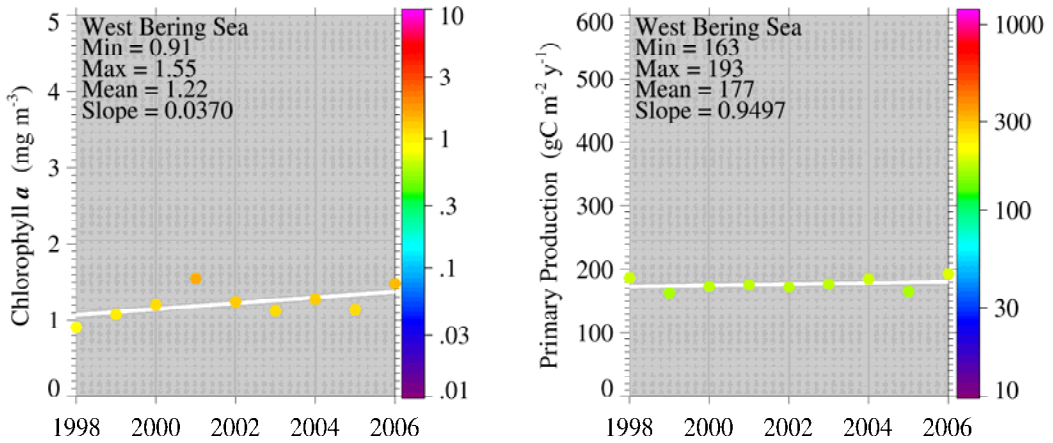 West Bering Sea
Min = 0.91
Max = 1.55
Mean = 1.22
Slope = 0.0370
Chlorophyll a (mg m-3)
5
4
3
2
1
0
1998 2000 2002 2004 2006
10
3
1
.3
.1
.03
.01
West Bering Sea
Min = 163
Max = 193
Mean = 177
Slope = 0.9497
Primary Production (gC m-2 y-1)
600
500
400
300
200
100
0
1998 2000 2002 2004 2006
1000
300
100
30
10